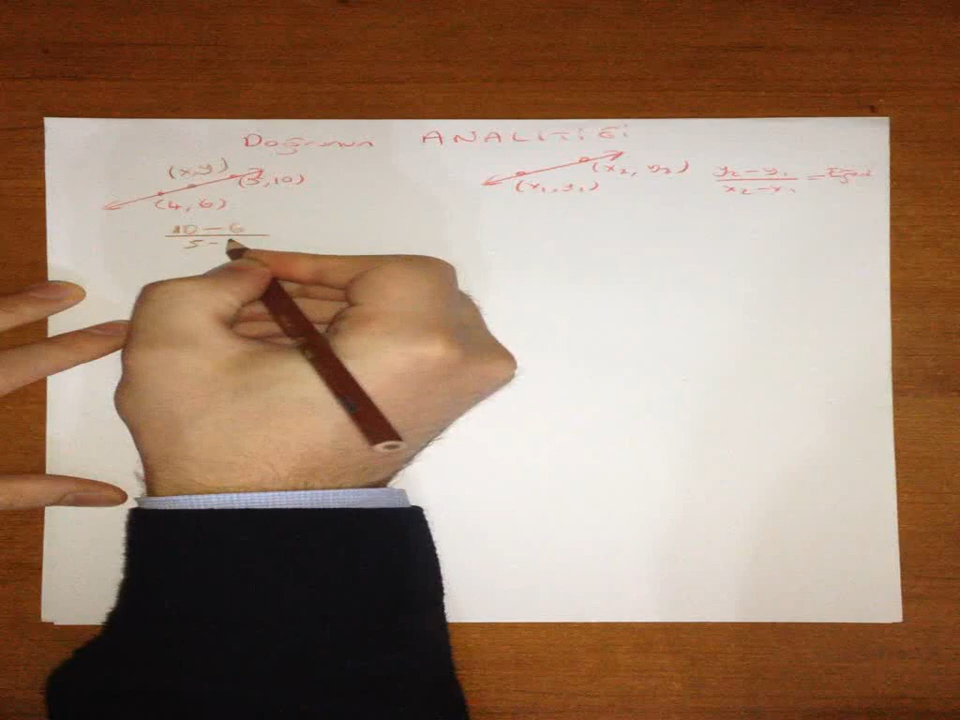 Doğrunun ANALİTİĞİ
(x,y)
(5,10)
(4,6)
10-6
5-
(x2, y2)
(x1, y1)
y2-y1
x2-x1
=